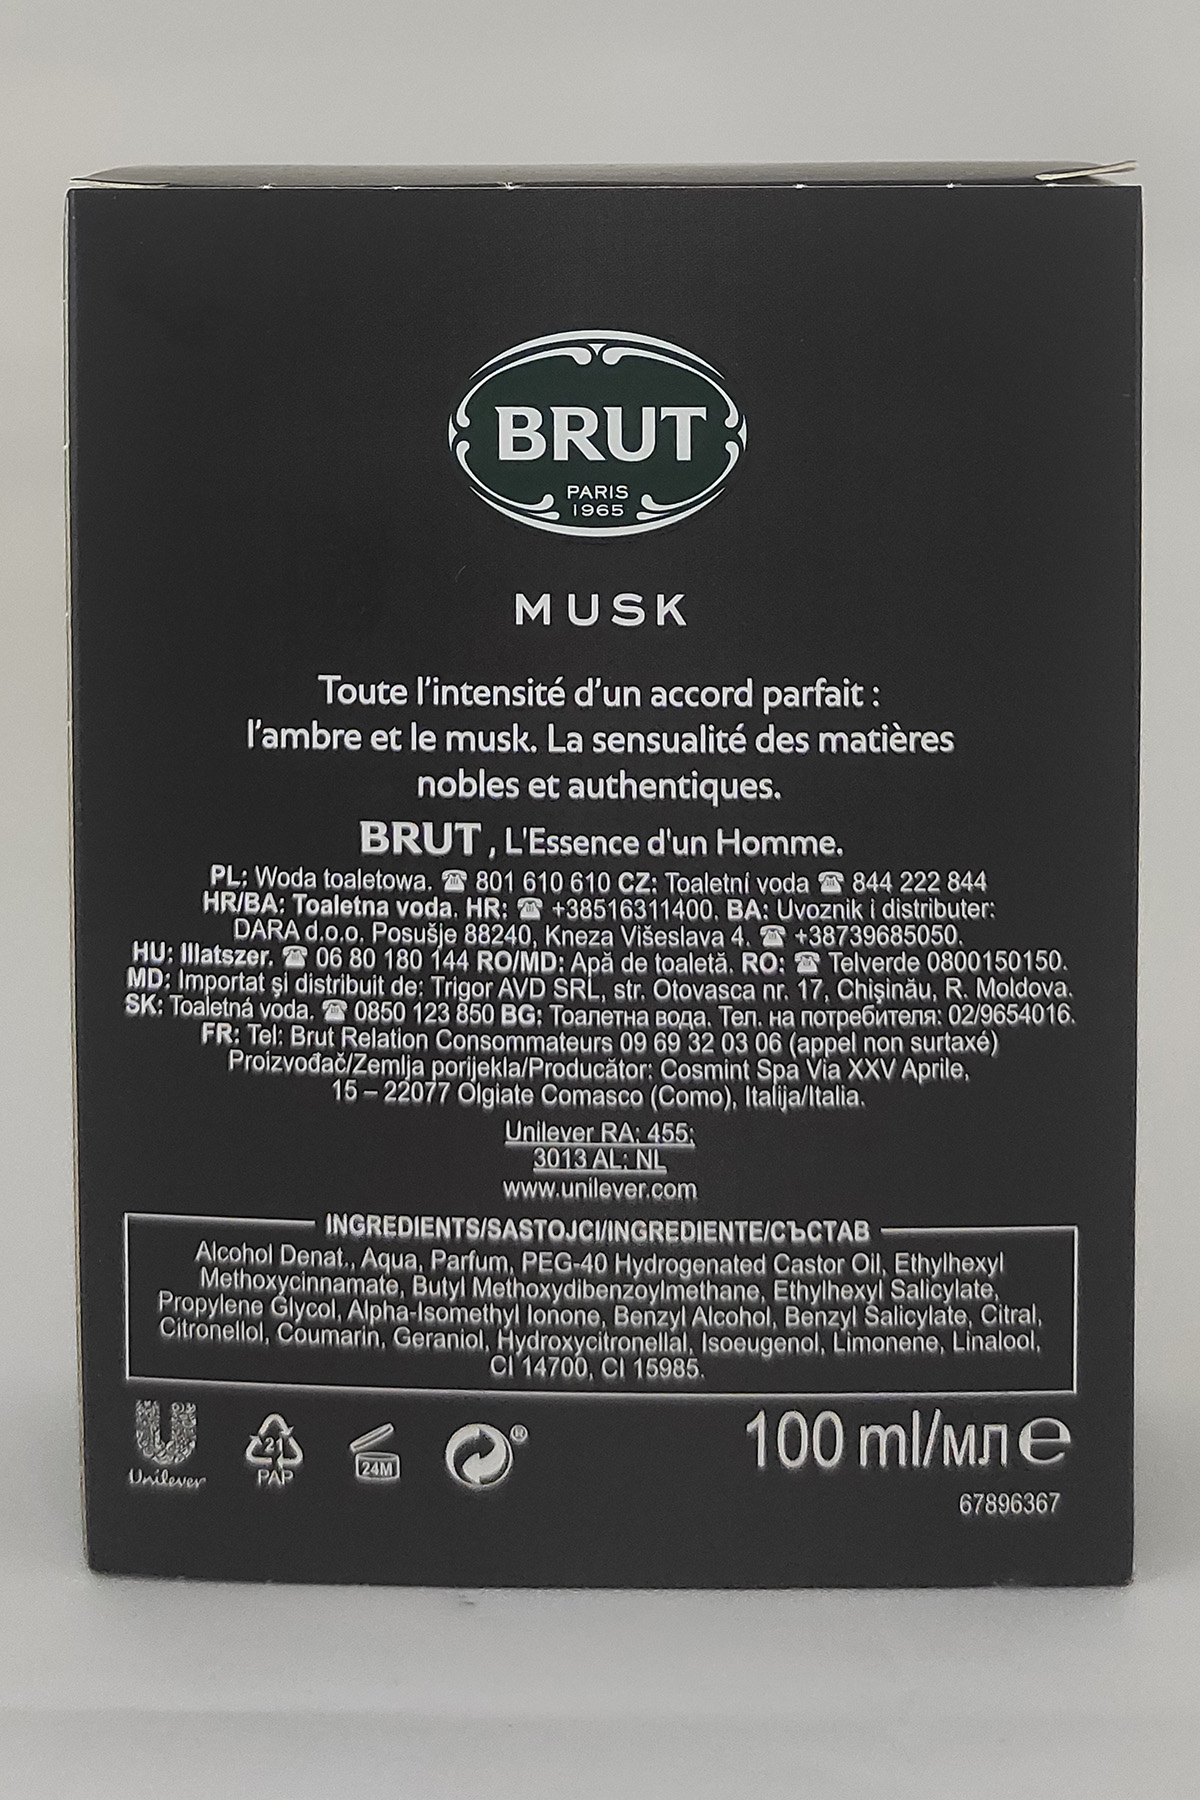 BRUT
PARIS
1965
MUSK
Toute l'intensité d'un accord parfait :
l'ambre et le musk. La sensualité des matières
nobles et authentiques.
BRUT , L'Essence d'un Homme.
PL: Woda toaletowa. ☎ 801 610 610 CZ: Toaletní voda ☎ 844 222 844
HR/BA: Toaletna voda. HR: ☎ +38516311400. BA: Uvoznik i distributer:
DARA d.o.o. Posušje 88240, Kneza Višeslava 4. ☎ +38739685050.
HU: Illatszer. ☎ 06 80 180 144 RO/MD: Apă de toaletă. RO: ☎ Telverde 0800150150.
MD: Importat şi distribuit de: Trigor AVD SRL, str. Otovasca nr. 17, Chişinău, R. Moldova.
SK: Toaletná voda. ☎ 0850 123 850 BG: Тоалетна вода. Тел. на потребителя: 02/9654016.
FR: Tel: Brut Relation Consommateurs 09 69 32 03 06 (appel non surtaxé)
Proizvođač/Zemlja porijekla/Producător: Cosmint Spa Via XXV Aprile,
15 – 22077 Olgiate Comasco (Como), Italija/Italia.
Unilever RA: 455;
3013 AL: NL
www.unilever.com
INGREDIENTS/SASTOJCI/INGREDIENTE/СЪСТАВ
Alcohol Denat., Aqua, Parfum, PEG-40 Hydrogenated Castor Oil, Ethylhexyl
Methoxycinnamate, Butyl Methoxydibenzoylmethane, Ethylhexyl Salicylate,
Propylene Glycol, Alpha-Isomethyl Ionone, Benzyl Alcohol, Benzyl Salicylate, Citral,
Citronellol, Coumarin, Geraniol, Hydroxycitronellal, Isoeugenol, Limonene, Linalool,
CI 14700, CI 15985.
Unilever
21
PAP
24M
®
100 ml/мл e
67896367